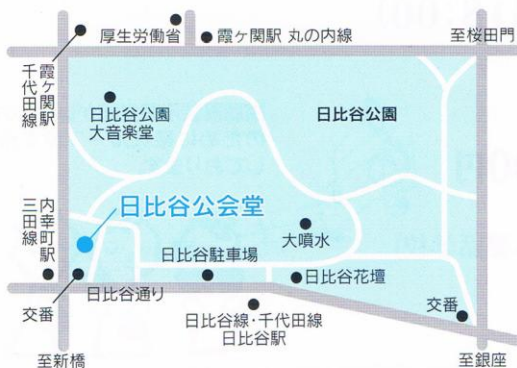 厚生労働省
霞ヶ関駅 丸の内線
至桜田門
霞ヶ関駅
千代田線
日比谷公園
大音楽堂
日比谷公園
日比谷公会堂
内幸町駅
三田線
大噴水
日比谷駐車場
日比谷花壇
交番
日比谷通り
日比谷線・千代田線
日比谷駅
交番
至新橋
至銀座